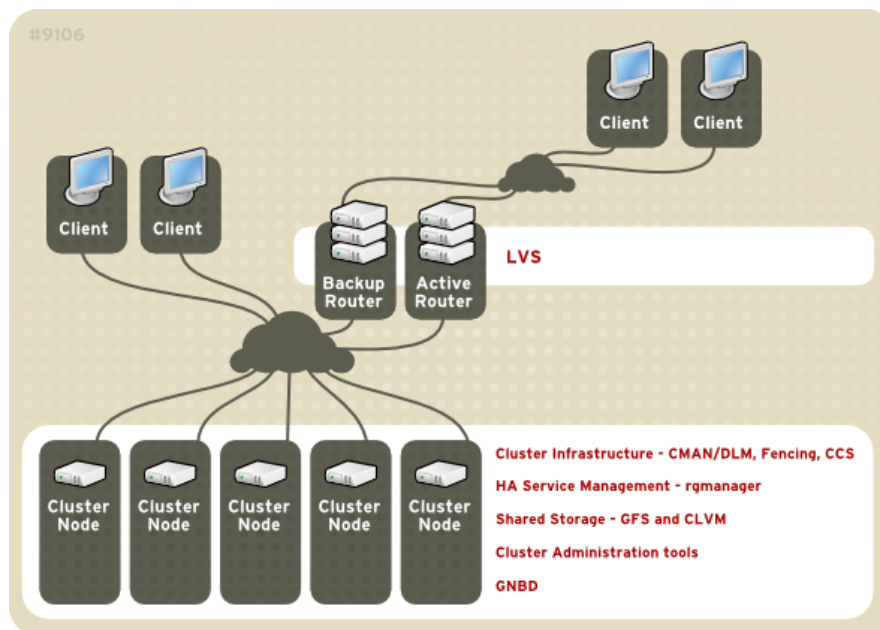 #9106
Client
Client
Client
Client
Backup
Router
Active
Router
LVS
Cluster
Node
Cluster
Node
Cluster
Node
Cluster
Node
Cluster
Node
Cluster Infrastructure - CMAN/DLM, Fencing, CCS
HA Service Management - rgmanager
Shared Storage - GFS and CLVM
Cluster Administration tools
GNBD